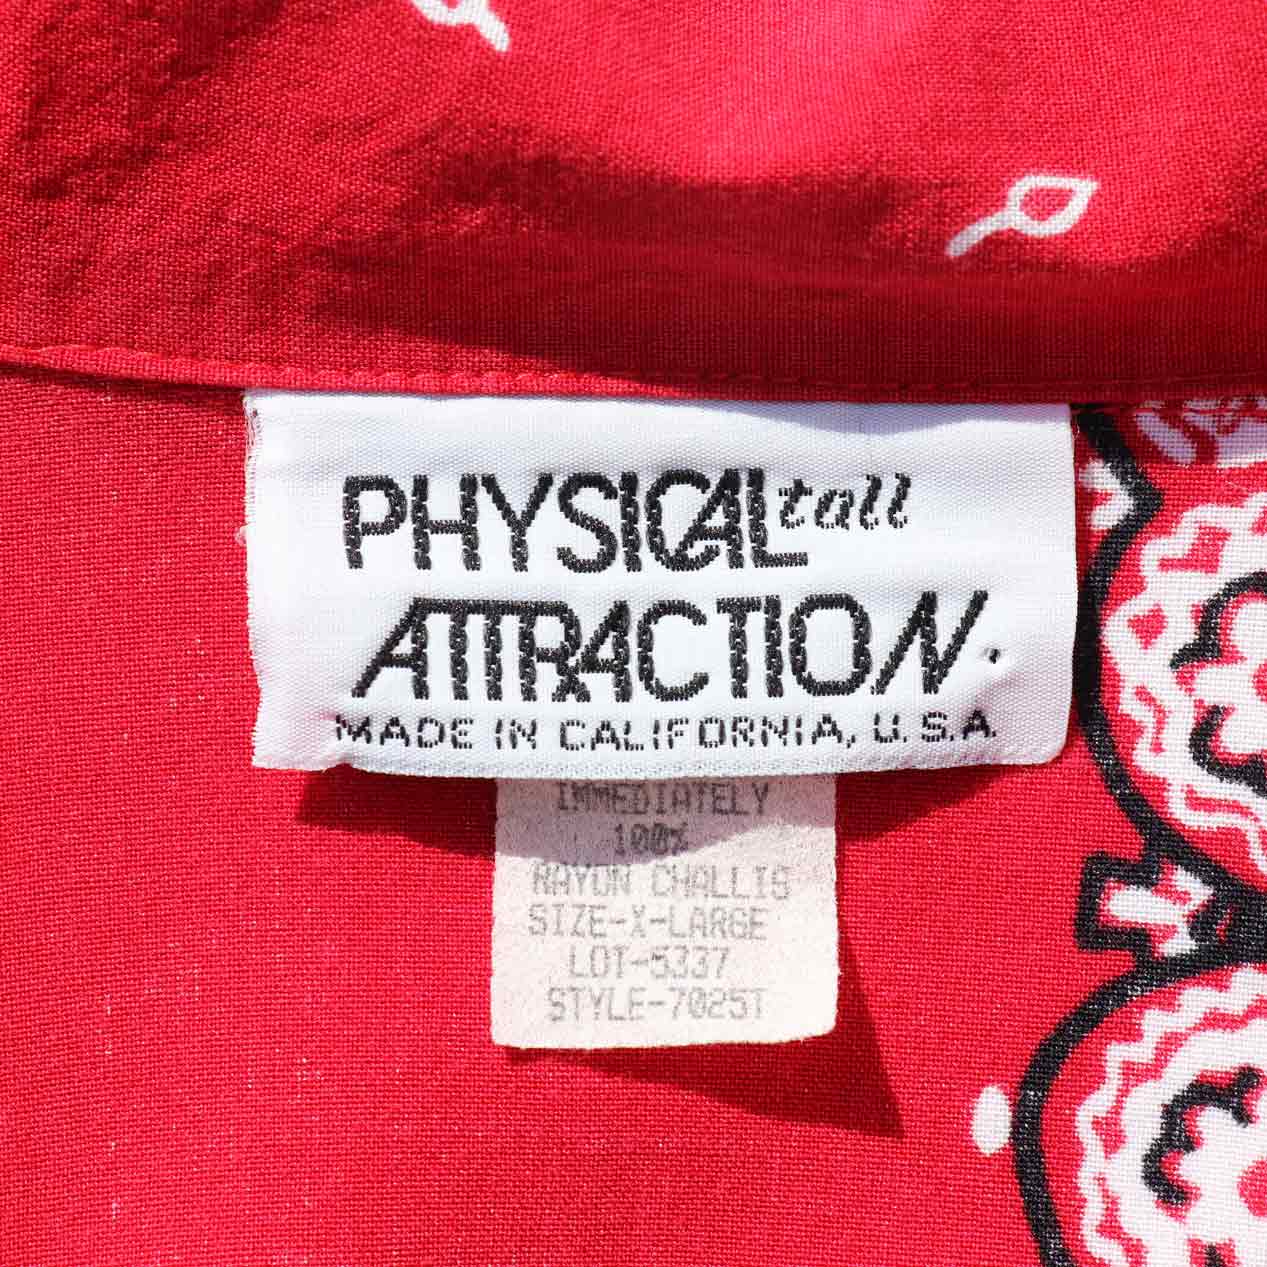 PHYSICAL tall
ATTRACTION.
MADE IN CALIFORNIA, U.S.A.
IMMEDIATELY
100%
RAYON CHALLIS
SIZE-X-LARGE
LOT-5337
STYLE-7025T